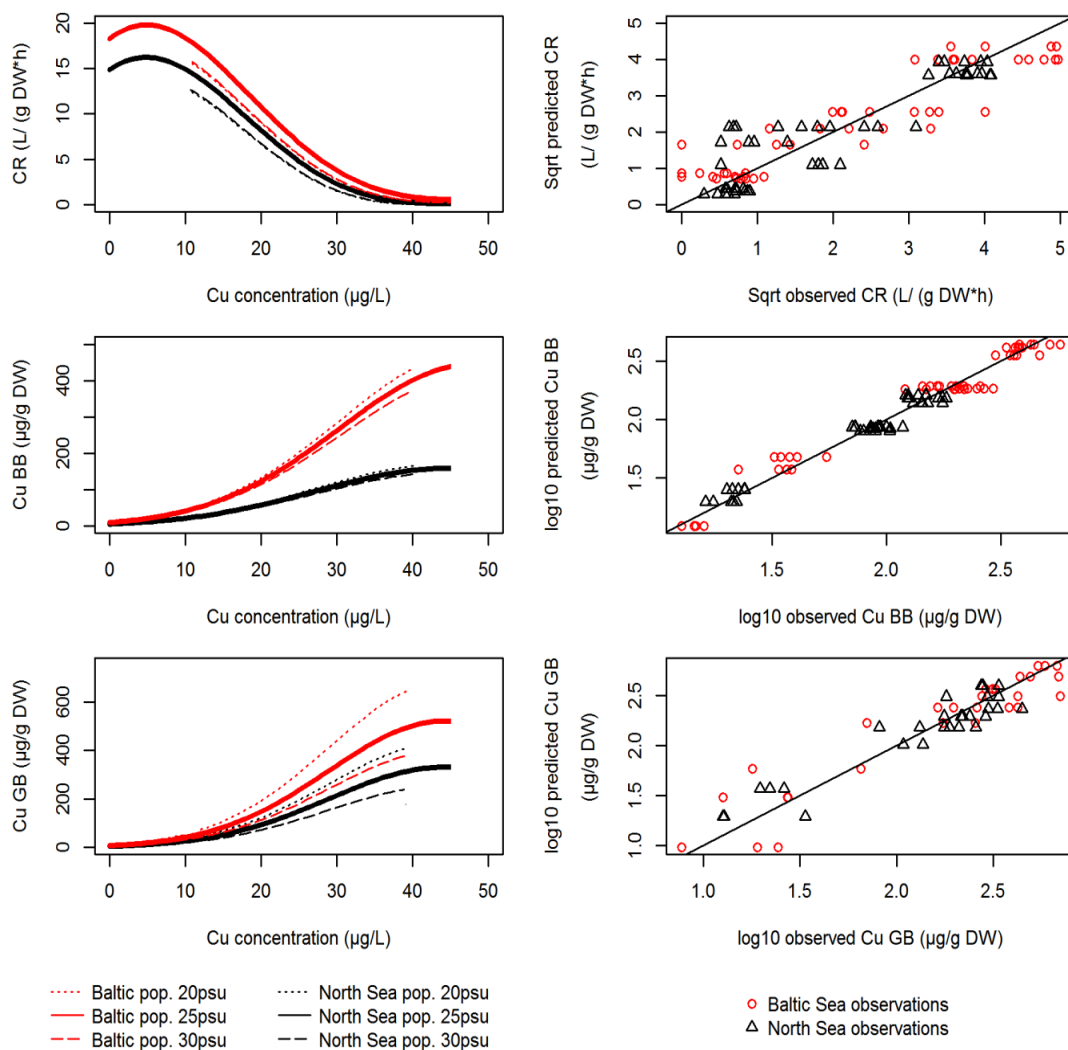 CR (L/ (g DW*h)
20
15
10
5
0
0 10 20 30 40 50
Cu concentration (µg/L)
Sqrt predicted CR
(L/ (g DW*h)
5
4
3
2
1
0
0 1 2 3 4 5
Sqrt observed CR (L/ (g DW*h)
Cu BB (µg/g DW)
400
200
0
0 10 20 30 40 50
Cu concentration (µg/L)
log10 predicted Cu BB
(µg/g DW)
2.5
2.0
1.5
1.5 2.0 2.5
log10 observed Cu BB (µg/g DW)
Cu GB (µg/g DW)
600
400
200
0
0 10 20 30 40 50
Cu concentration (µg/L)
log10 predicted Cu GB
(µg/g DW)
2.5
2.0
1.5
1.0
1.0 1.5 2.0 2.5
log10 observed Cu GB (µg/g DW)
Baltic pop. 20psu
Baltic pop. 25psu
Baltic pop. 30psu
North Sea pop. 20psu
North Sea pop. 25psu
North Sea pop. 30psu
Baltic Sea observations
North Sea observations